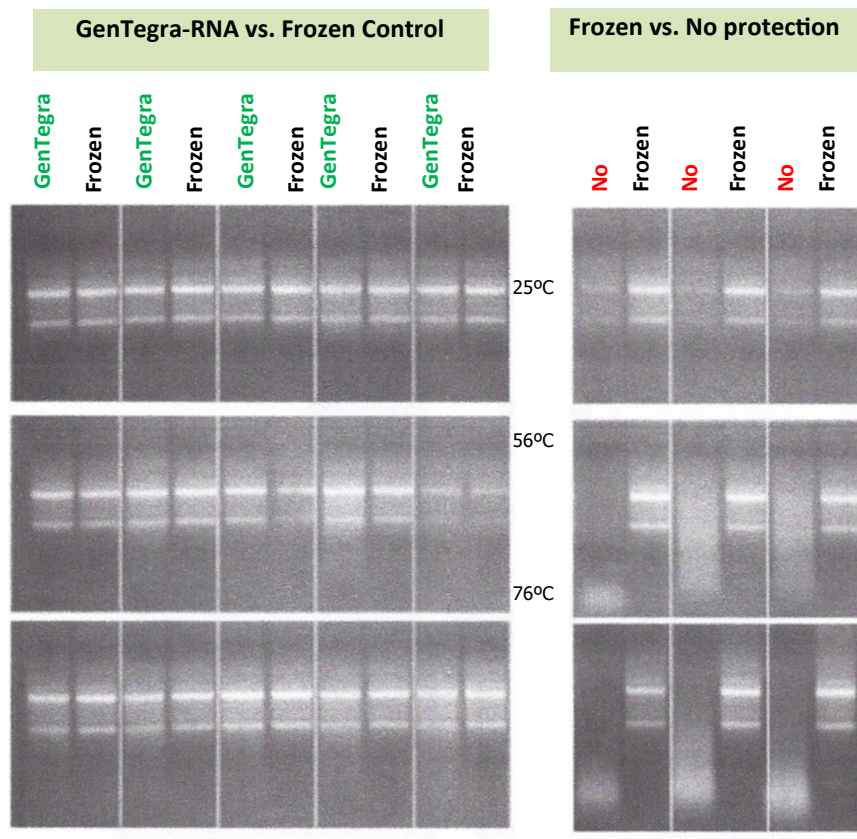 GenTegra-RNA vs. Frozen Control
Frozen vs. No protection
GenTegra
Frozen
GenTegra
Frozen
GenTegra
Frozen
GenTegra
Frozen
GenTegra
Frozen
No
Frozen
No
Frozen
No
Frozen
25ºC
56ºC
76ºC